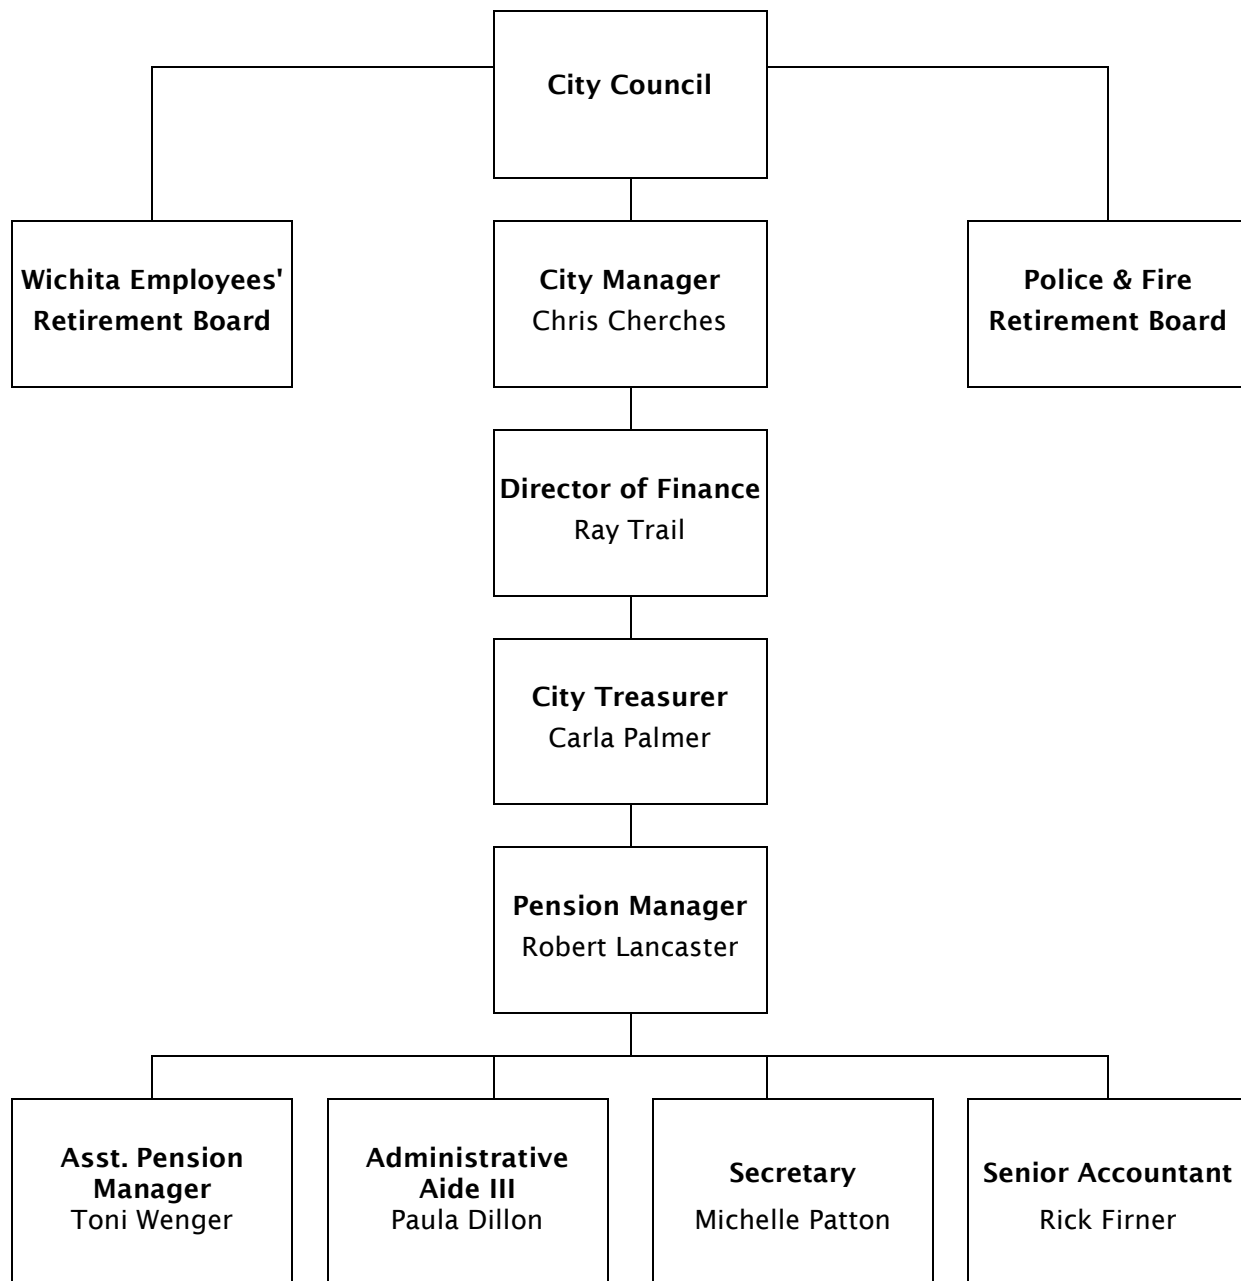 City Council
Wichita Employees'
Retirement Board
City Manager
Chris Cherches
Police & Fire
Retirement Board
Director of Finance
Ray Trail
City Treasurer
Carla Palmer
Pension Manager
Robert Lancaster
Asst. Pension
Manager
Toni Wenger
Administrative
Aide III
Paula Dillon
Secretary
Michelle Patton
Senior Accountant
Rick Firner